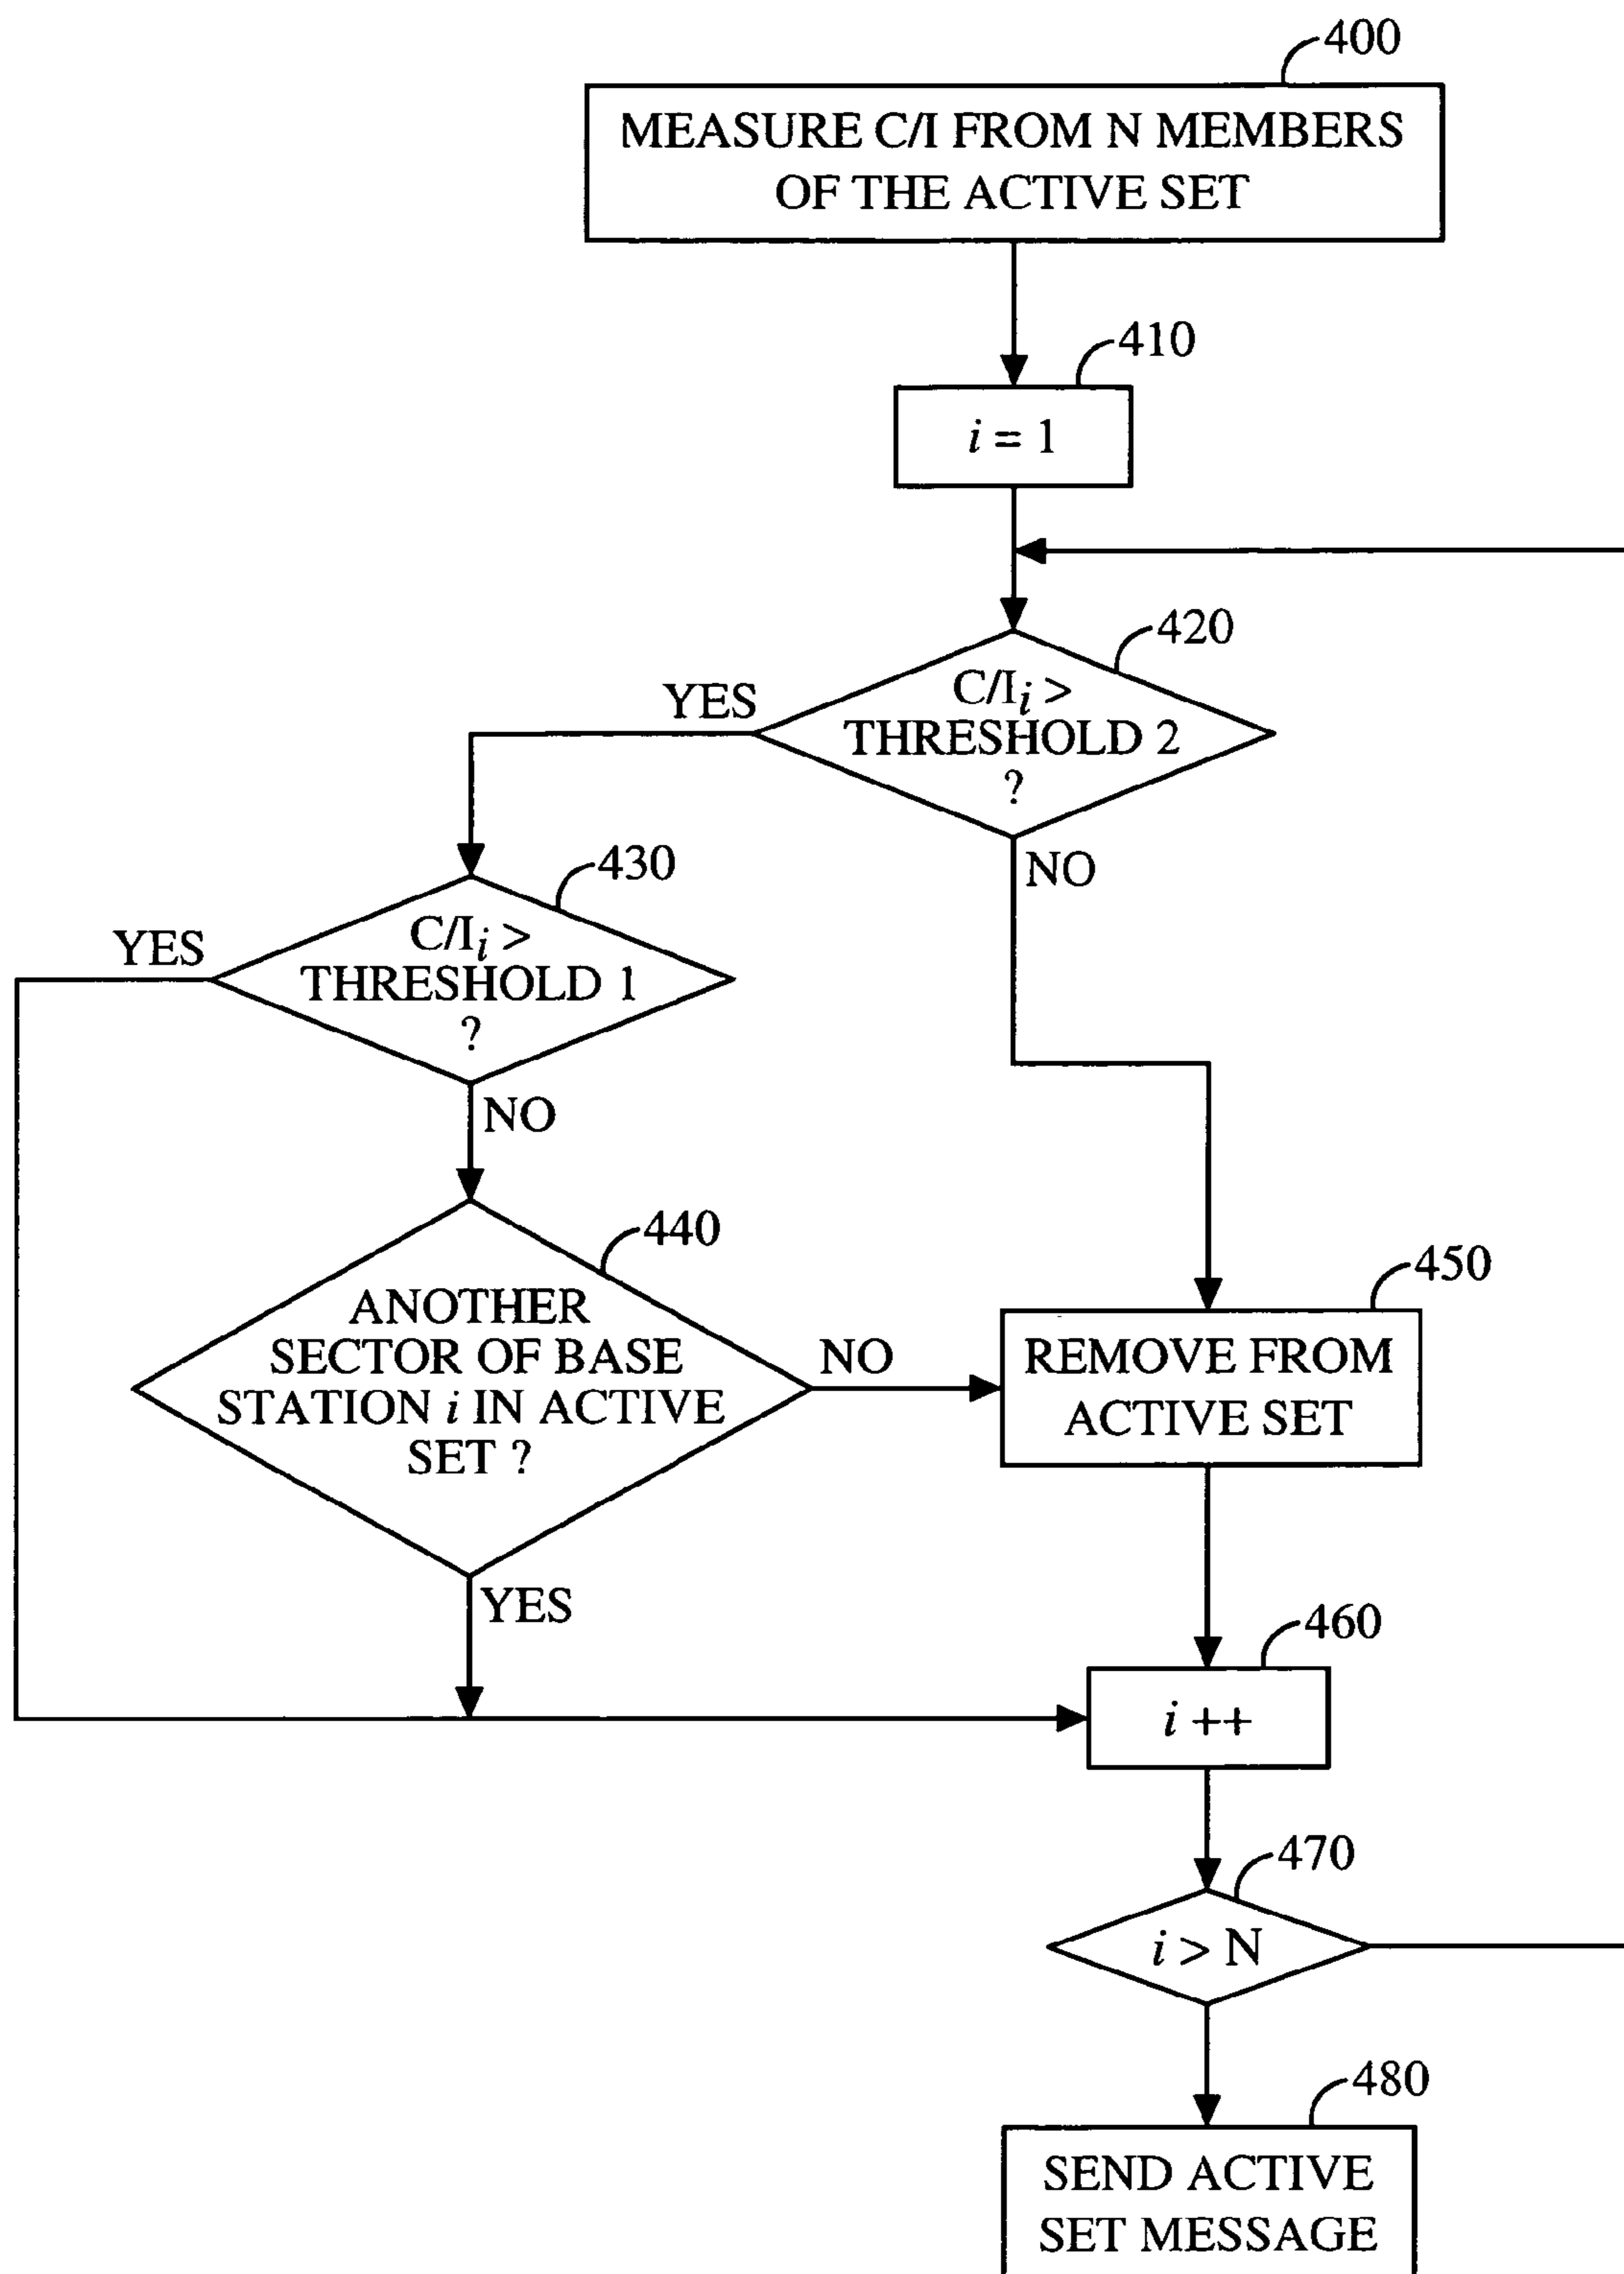 400
MEASURE C/I FROM N MEMBERS
OF THE ACTIVE SET
410
i = 1
420
C/Ii >
THRESHOLD 2
?
YES
NO
430
C/Ii >
THRESHOLD 1
?
YES
NO
440
ANOTHER
SECTOR OF BASE
STATION i IN ACTIVE
SET ?
NO
YES
450
REMOVE FROM
ACTIVE SET
460
i ++
470
i > N
480
SEND ACTIVE
SET MESSAGE